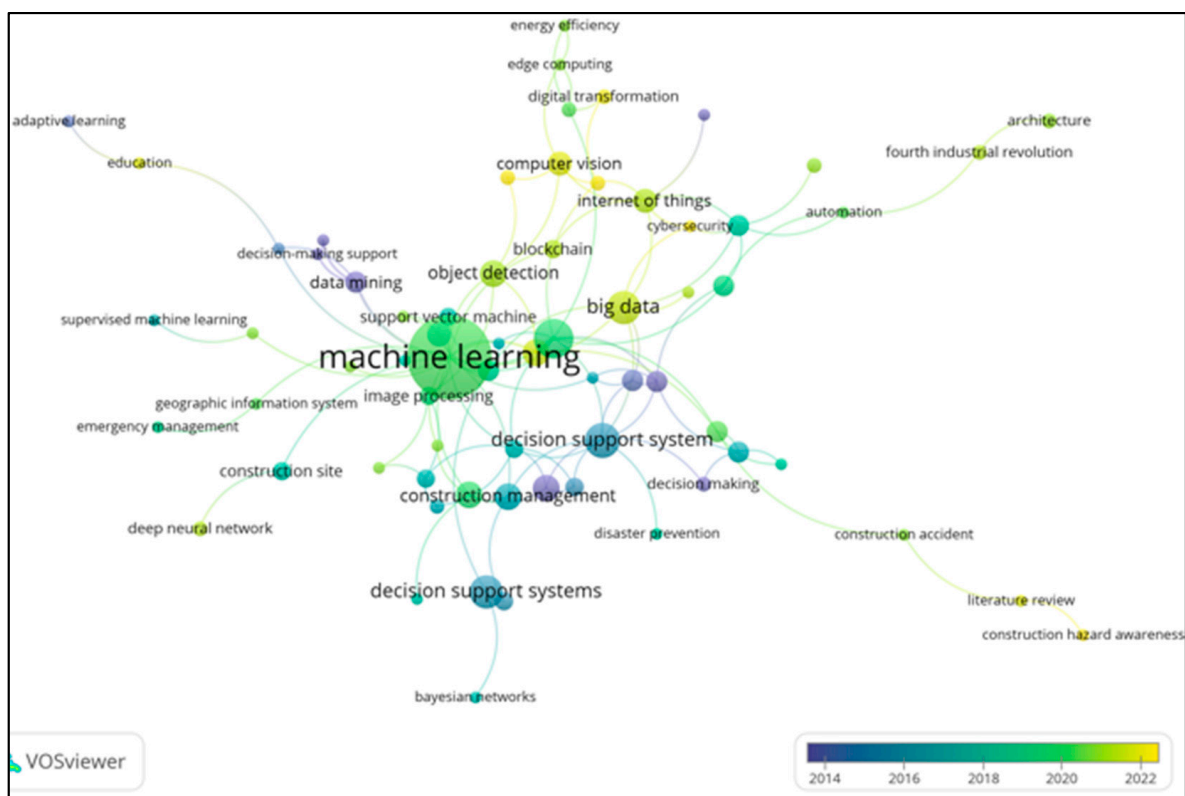 energy efficiency
edge computing
digital transformation
adaptive learning
architecture
education
computer vision
fourth industrial revolution
internet of things
automation
cybersecurity
decision-making support
blockchain
data mining
object detection
big data
supervised machine learning
support vector machine
machine learning
image processing
geographic information system
emergency management
decision support system
construction site
decision making
construction management
deep neural network
disaster prevention
construction accident
decision support systems
literature review
construction hazard awareness
bayesian networks
VOSviewer
2014 2016 2018 2020 2022